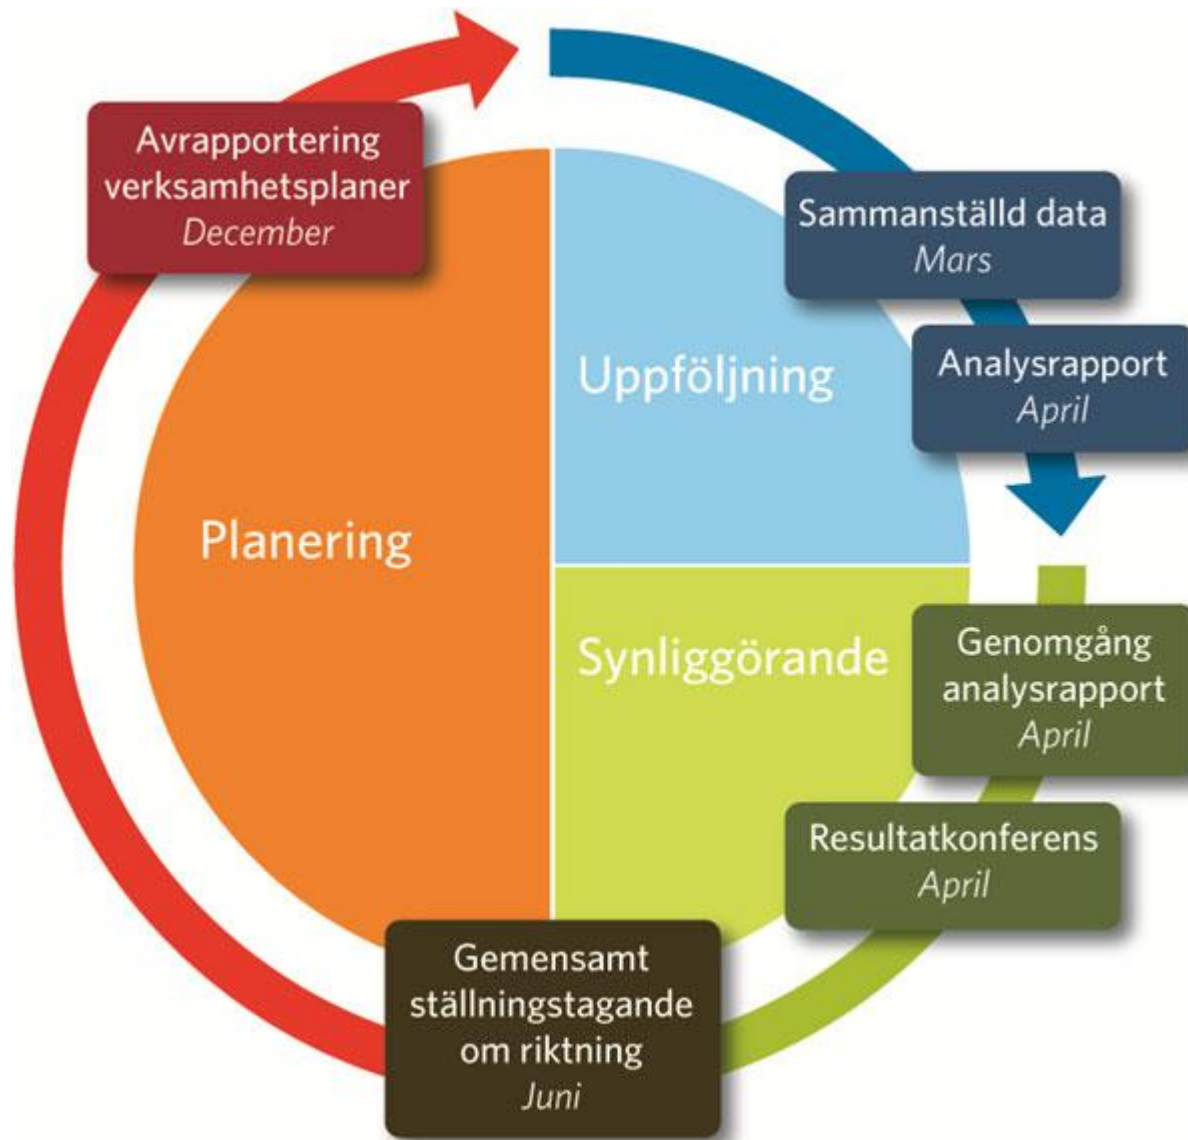 Avrapportering
verksamhetsplaner
December
Sammanställd data
Mars
Uppföljning
Analysrapport
April
Planering
Synliggörande
Genomgång
analysrapport
April
Resultatkonferens
April
Gemensamt
ställningstagande
om riktning
Juni